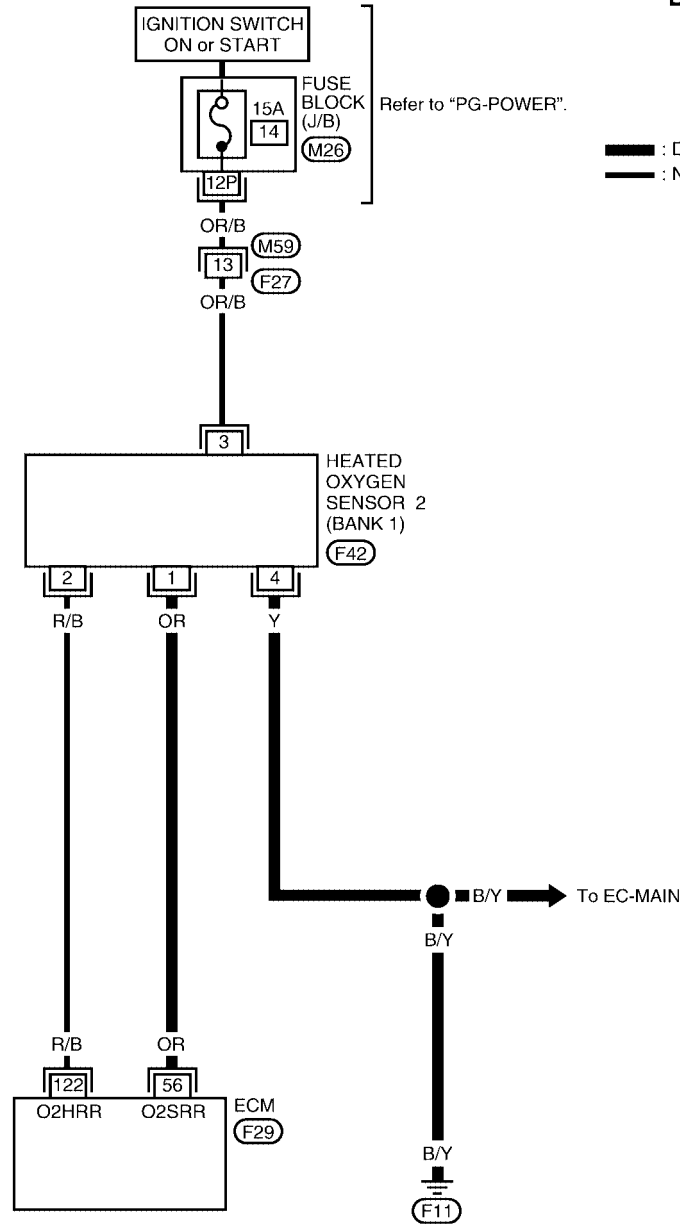 IGNITION SWITCH
ON or START
FUSE
BLOCK
(J/B)
M26
15A
14
Refer to “PG-POWER”.
12P
OR/B
M59
13
F27
OR/B
3
HEATED
OXYGEN
SENSOR 2
(BANK 1)
F42
2 1 4
R/B OR Y
B/Y To EC-MAIN
B/Y
R/B OR
122 56
O2HRR O2SRR
ECM
F29
B/Y
F11